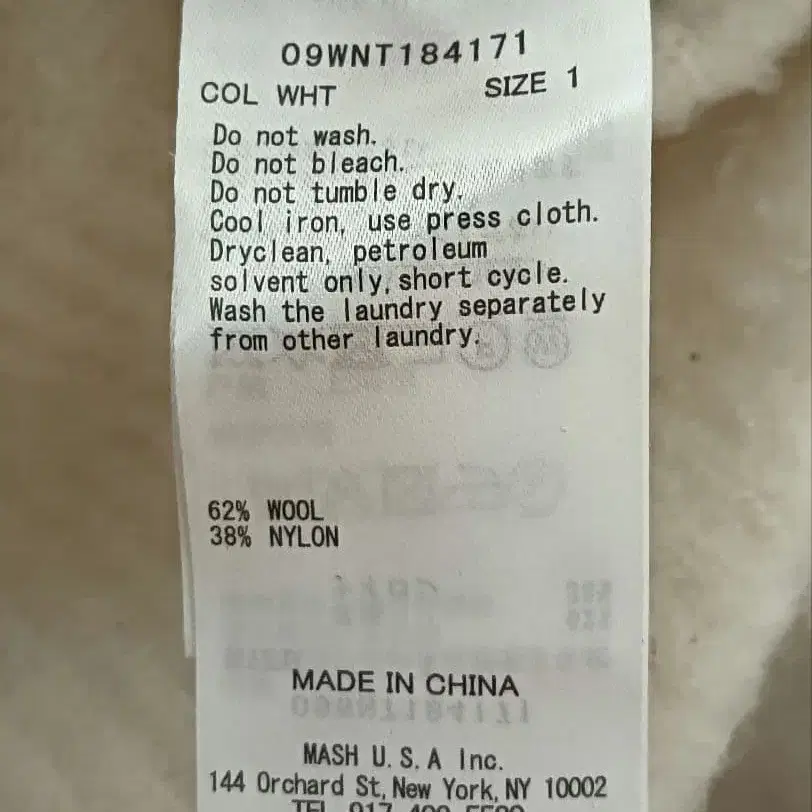 09WNT184171
COL WHT SIZE 1
Do not wash.
Do not bleach.
Do not tumble dry.
Cool iron, use press cloth.
Dryclean, petroleum
solvent only, short cycle.
Wash the laundry separately
from other laundry.
62% WOOL
38% NYLON
MADE IN CHINA
MASH U.S.A Inc.
144 Orchard St, New York, NY 10002
TEL